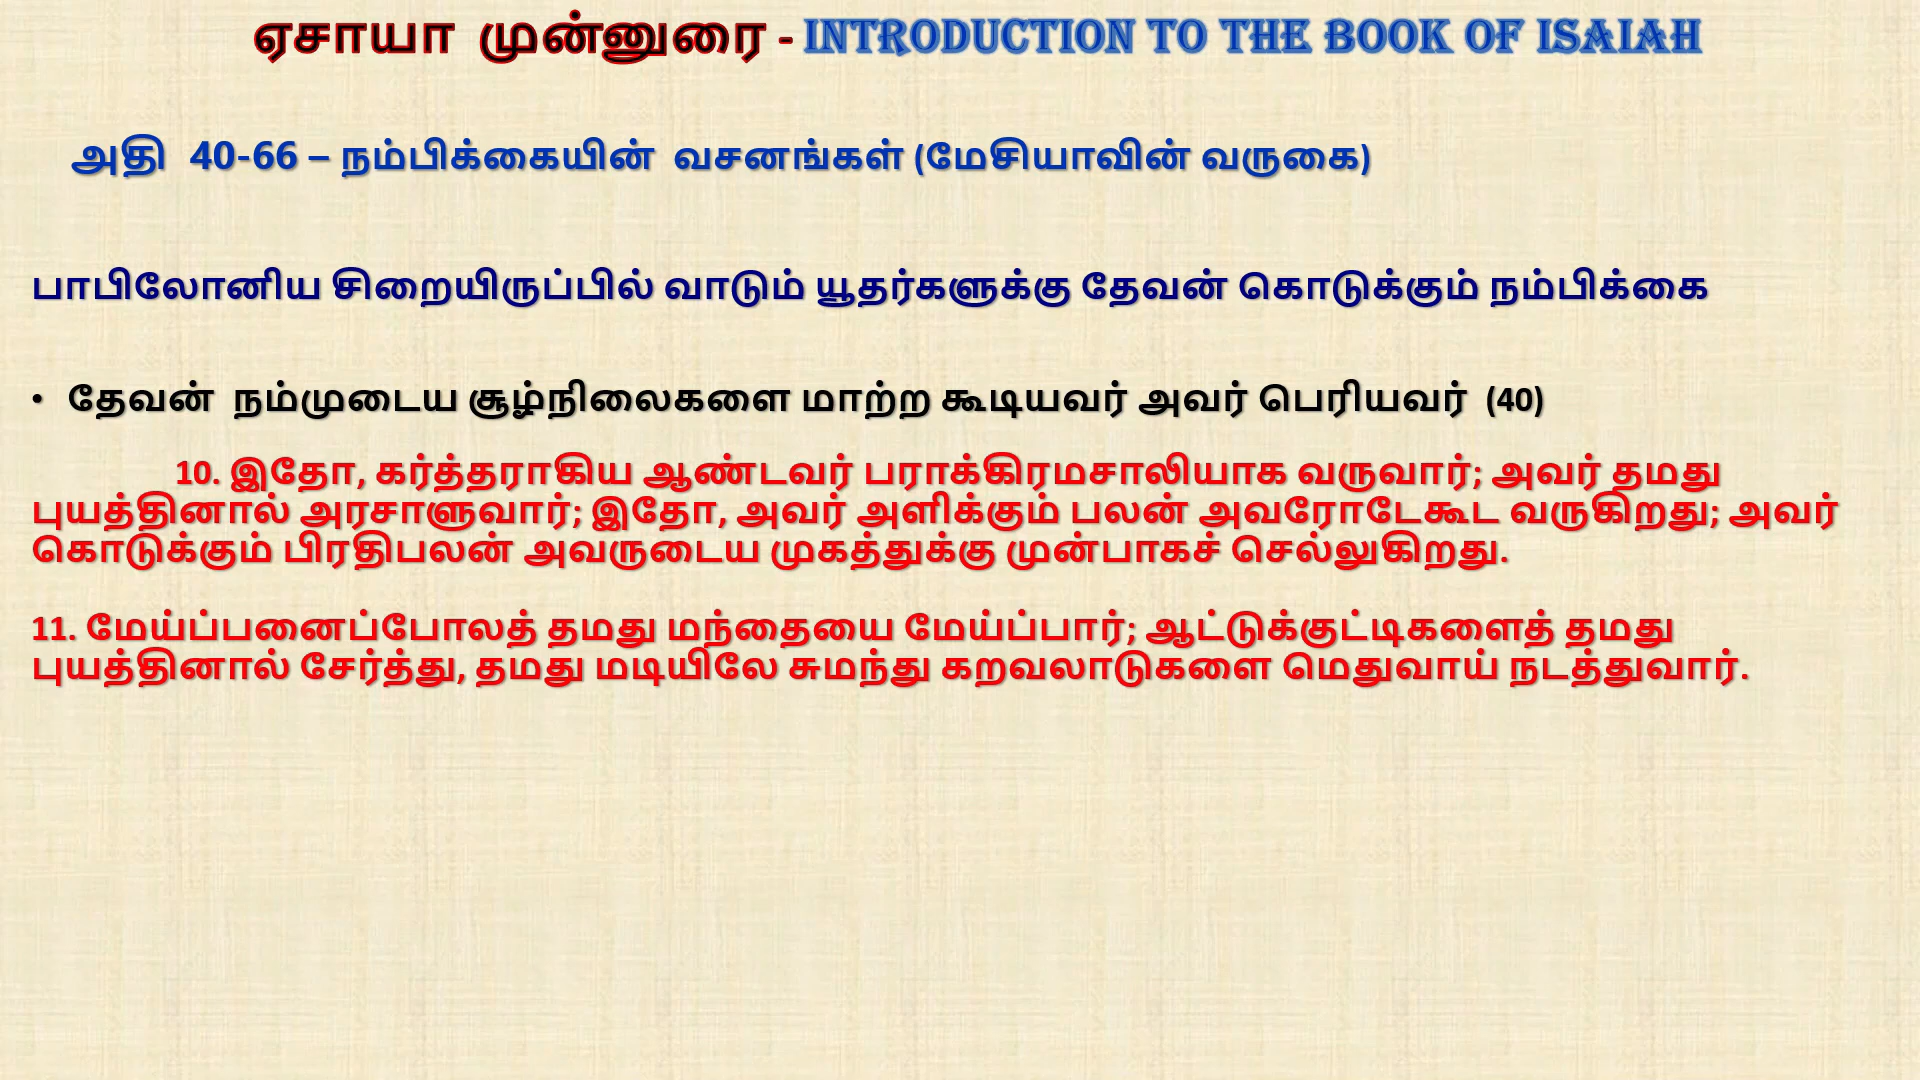 ஏசாயா முன்னுரை - INTRODUCTION TO THE BOOK OF ISAIAH
அதி 40-66 – நம்பிக்கையின் வசனங்கள் (மேசியாவின் வருகை)
பாபிலோனிய சிறையிருப்பில் வாடும் யூதர்களுக்கு தேவன் கொடுக்கும் நம்பிக்கை
• தேவன் நம்முடைய சூழ்நிலைகளை மாற்ற கூடியவர் அவர் பெரியவர் (40)
10. இதோ, கர்த்தராகிய ஆண்டவர் பராக்கிரமசாலியாக வருவார்; அவர் தமது
புயத்தினால் அரசாளுவார்; இதோ, அவர் அளிக்கும் பலன் அவரோடேகூட வருகிறது; அவர்
கொடுக்கும் பிரதிபலன் அவருடைய முகத்துக்கு முன்பாகச் செல்லுகிறது.
11. மேய்ப்பனைப்போலத் தமது மந்தையை மேய்ப்பார்; ஆட்டுக்குட்டிகளைத் தமது
புயத்தினால் சேர்த்து, தமது மடியிலே சுமந்து கறவலாடுகளை மெதுவாய் நடத்துவார்.